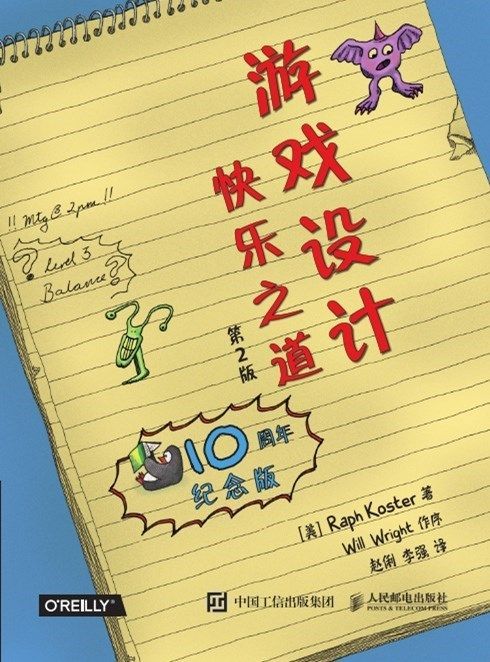 游戏设计
快乐之道
第2版
!! Mtg @ 2pm !!
? Level 3
Balance?
10周年
纪念版
[美] Raph Koster 著
Will Wright 作序
赵俐 李强 译
O'REILLY®
中国工信出版集团
人民邮电出版社
POSTS & TELECOM PRESS